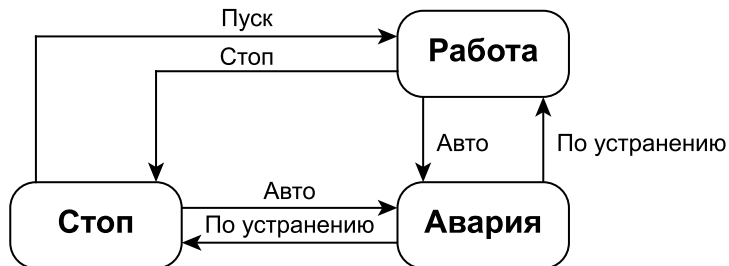 Пуск
Работа
Стоп
Авто
По устранению
Авто
Стоп
По устранению
Авария